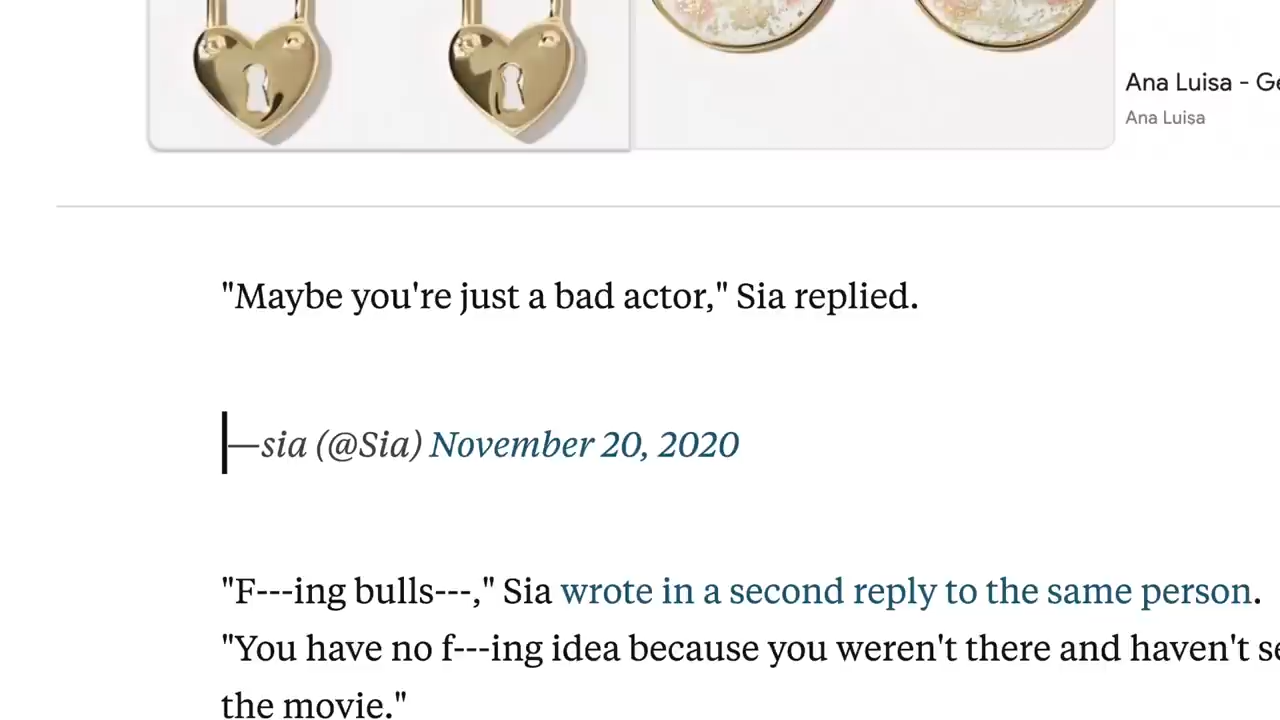 Ana Luisa - Ge
Ana Luisa
"Maybe you're just a bad actor," Sia replied.
—sia (@Sia) November 20, 2020
"F---ing bulls---," Sia wrote in a second reply to the same person.
"You have no f---ing idea because you weren't there and haven't se
the movie."